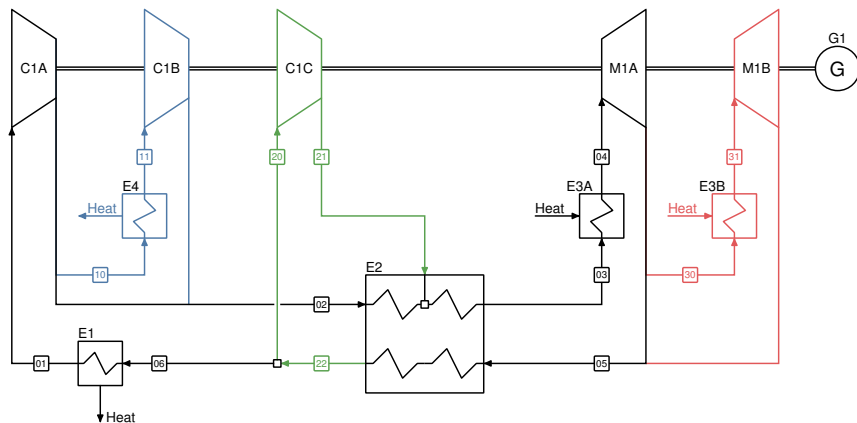 G1
C1A
C1B
C1C
M1A
M1B
G
11
20
21
04
31
E4
E3A
E3B
Heat
Heat
Heat
10
E2
03
30
02
E1
01
06
22
05
Heat